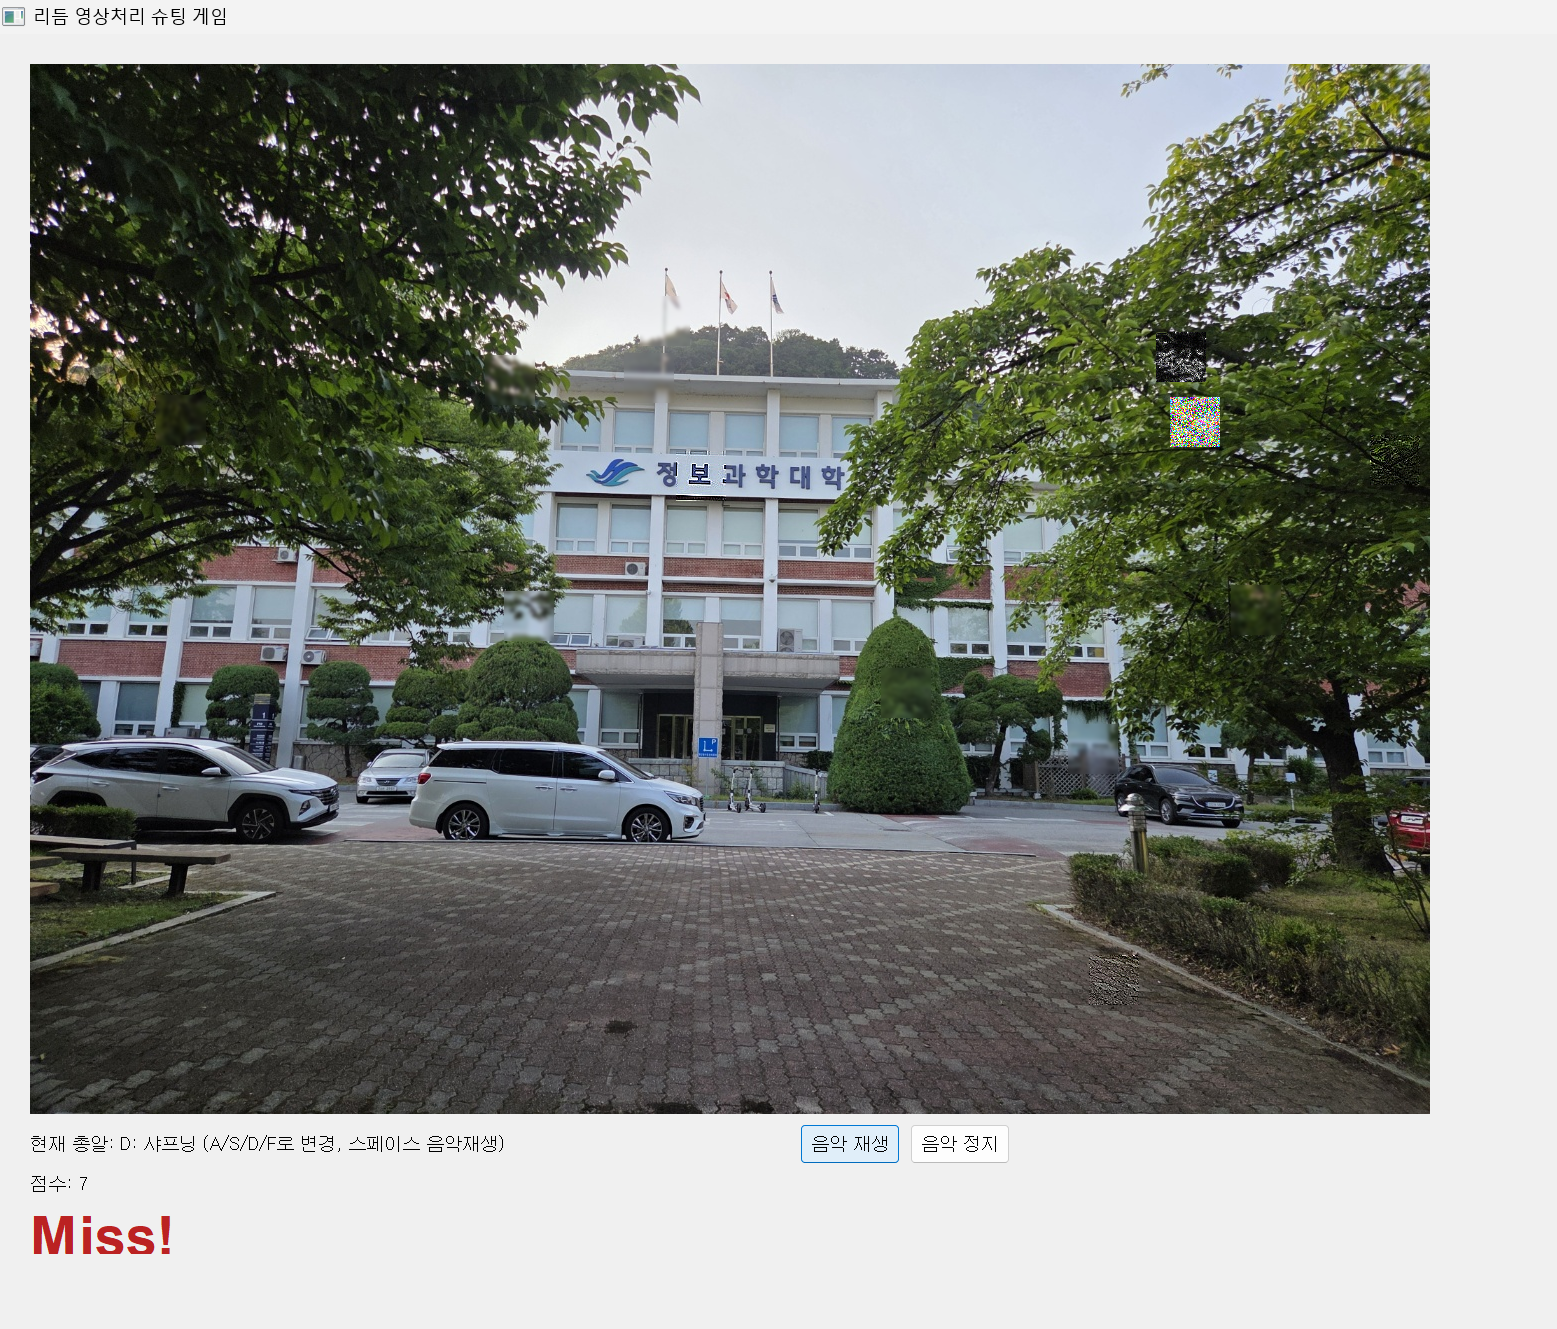 리듬 영상처리 슈팅 게임
정보과학대학
현재 총알: D: 샤프닝 (A/S/D/F로 변경, 스페이스 음악재생)
음악 재생
음악 정지
점수: 7
Miss!